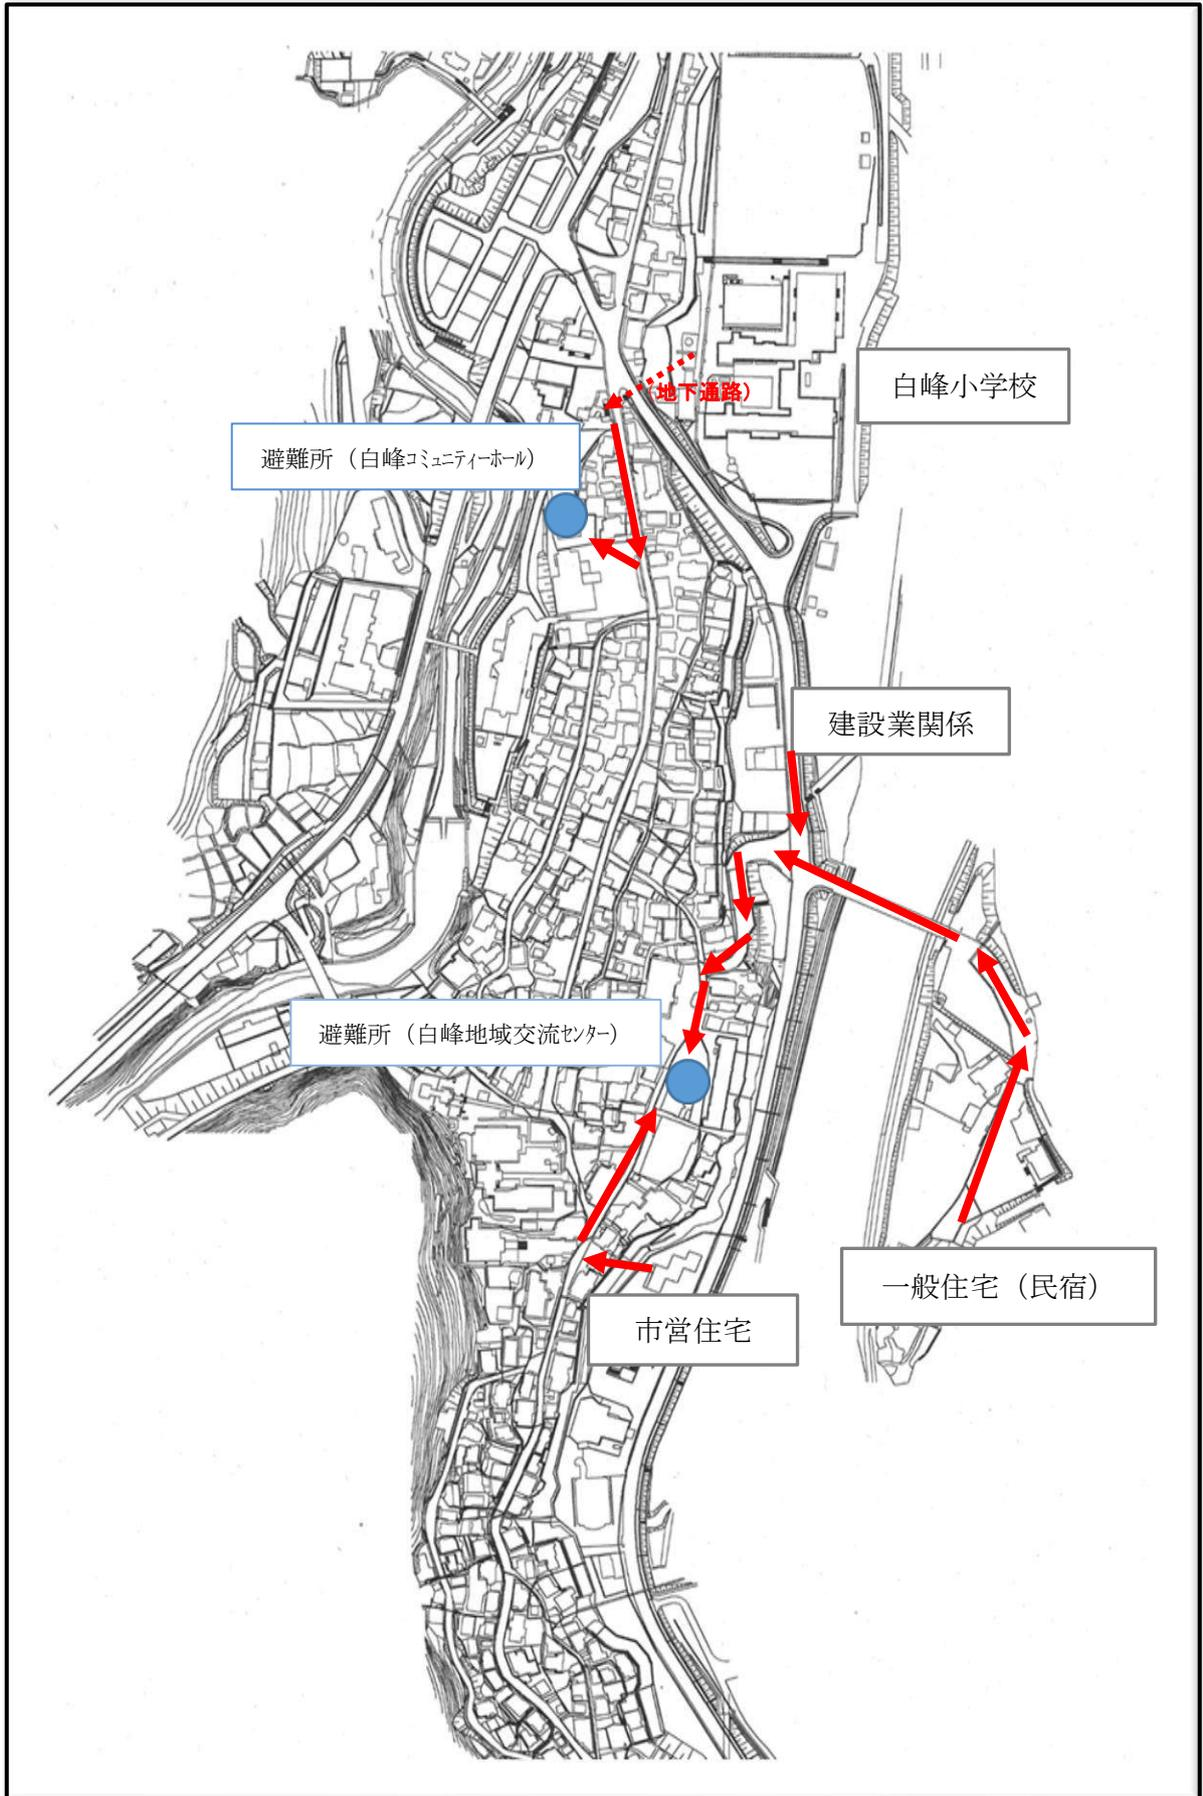 白峰小学校
(地下通路)
避難所（白峰ｺﾐｭﾆﾃｨｰﾎｰﾙ）
建設業関係
避難所（白峰地域交流ｾﾝﾀｰ）
一般住宅（民宿）
市営住宅